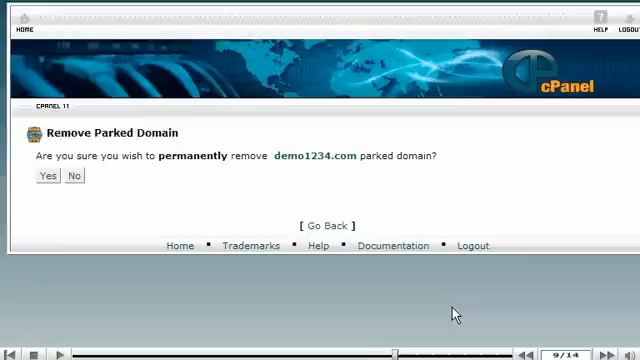 HOME
HELP
LOGOUT
cPanel
CPANEL 11
Remove Parked Domain
Are you sure you wish to permanently remove demo1234.com parked domain?
Yes No
[ Go Back ]
Home ▪ Trademarks ▪ Help ▪ Documentation ▪ Logout
9/14